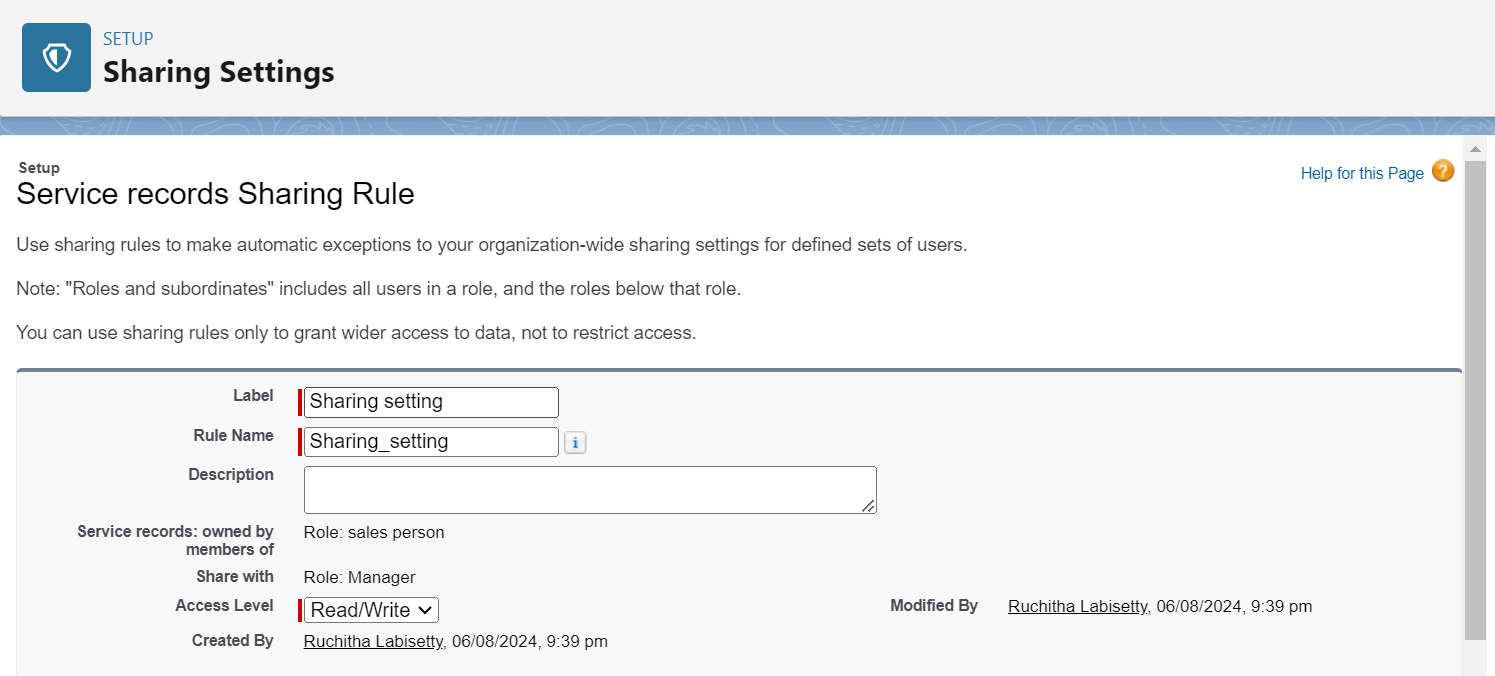 SETUP
Sharing Settings
Setup
Service records Sharing Rule
Help for this Page ?
Use sharing rules to make automatic exceptions to your organization-wide sharing settings for defined sets of users.
Note: "Roles and subordinates" includes all users in a role, and the roles below that role.
You can use sharing rules only to grant wider access to data, not to restrict access.
Label Sharing setting
Rule Name Sharing_setting i
Description
Service records: owned by
members of Role: sales person
Share with Role: Manager
Access Level Read/Write Modified By Ruchitha Labisetty, 06/08/2024, 9:39 pm
Created By Ruchitha Labisetty, 06/08/2024, 9:39 pm